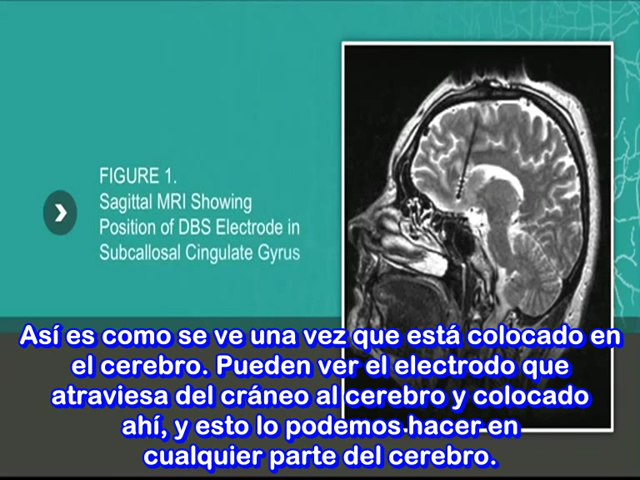 FIGURE 1.
Sagittal MRI Showing
Position of DBS Electrode in
Subcallosal Cingulate Gyrus
Así es como se ve una vez que está colocado en
el cerebro. Pueden ver el electrodo que
atraviesa del cráneo al cerebro y colocado
ahí, y esto lo podemos hacer en
cualquier parte del cerebro.